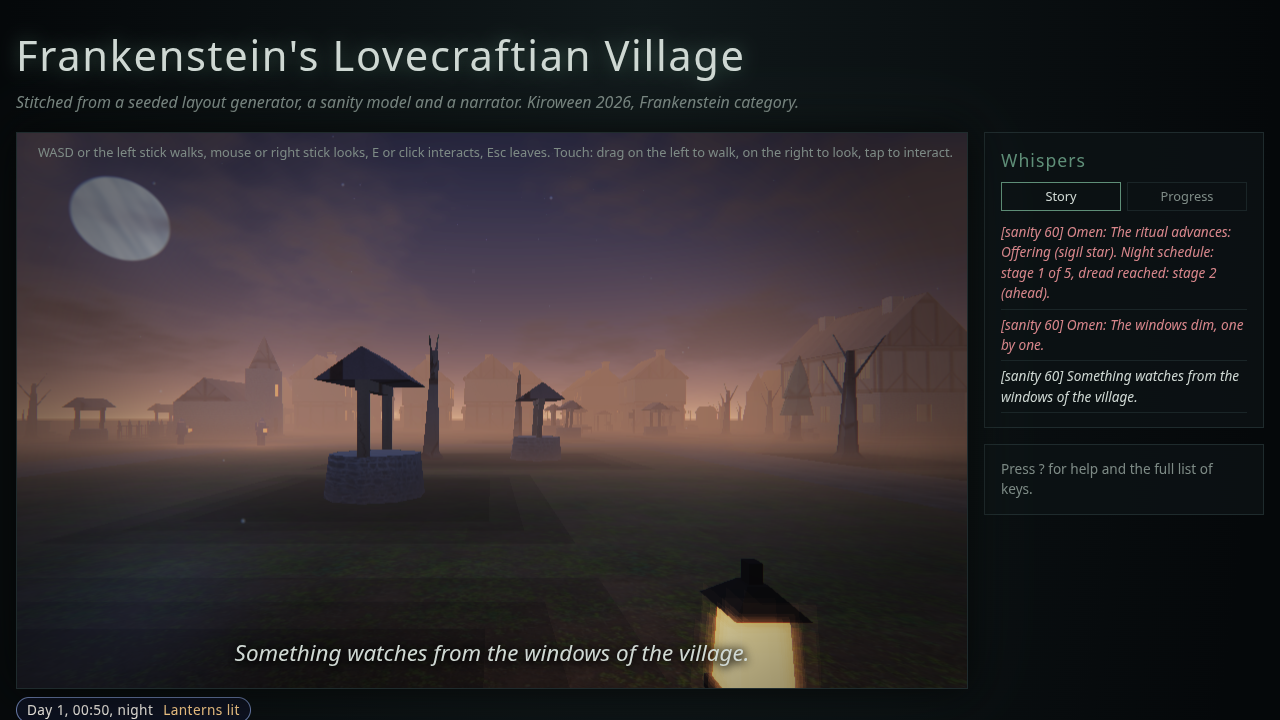 Frankenstein's Lovecraftian Village
Stitched from a seeded layout generator, a sanity model and a narrator. Kiroween 2026, Frankenstein category.
WASD or the left stick walks, mouse or right stick looks, E or click interacts, Esc leaves. Touch: drag on the left to walk, on the right to look, tap to interact.
Something watches from the windows of the village.
Day 1, 00:50, night Lanterns lit
Whispers
Story Progress
[sanity 60] Omen: The ritual advances:
Offering (sigil star). Night schedule:
stage 1 of 5, dread reached: stage 2
(ahead).
[sanity 60] Omen: The windows dim, one
by one.
[sanity 60] Something watches from the
windows of the village.
Press ? for help and the full list of
keys.